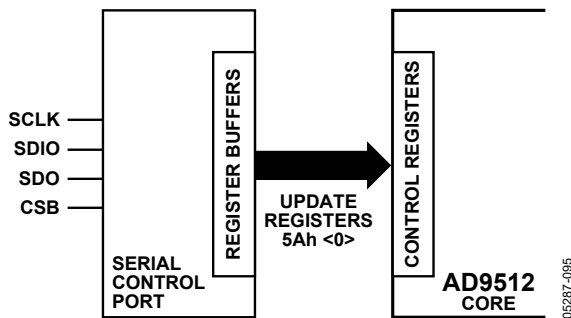 SCLK
SDIO
SDO
CSB
SERIAL
CONTROL
PORT
REGISTER BUFFERS
UPDATE
REGISTERS
5Ah <0>
CONTROL REGISTERS
AD9512
CORE
05287-095